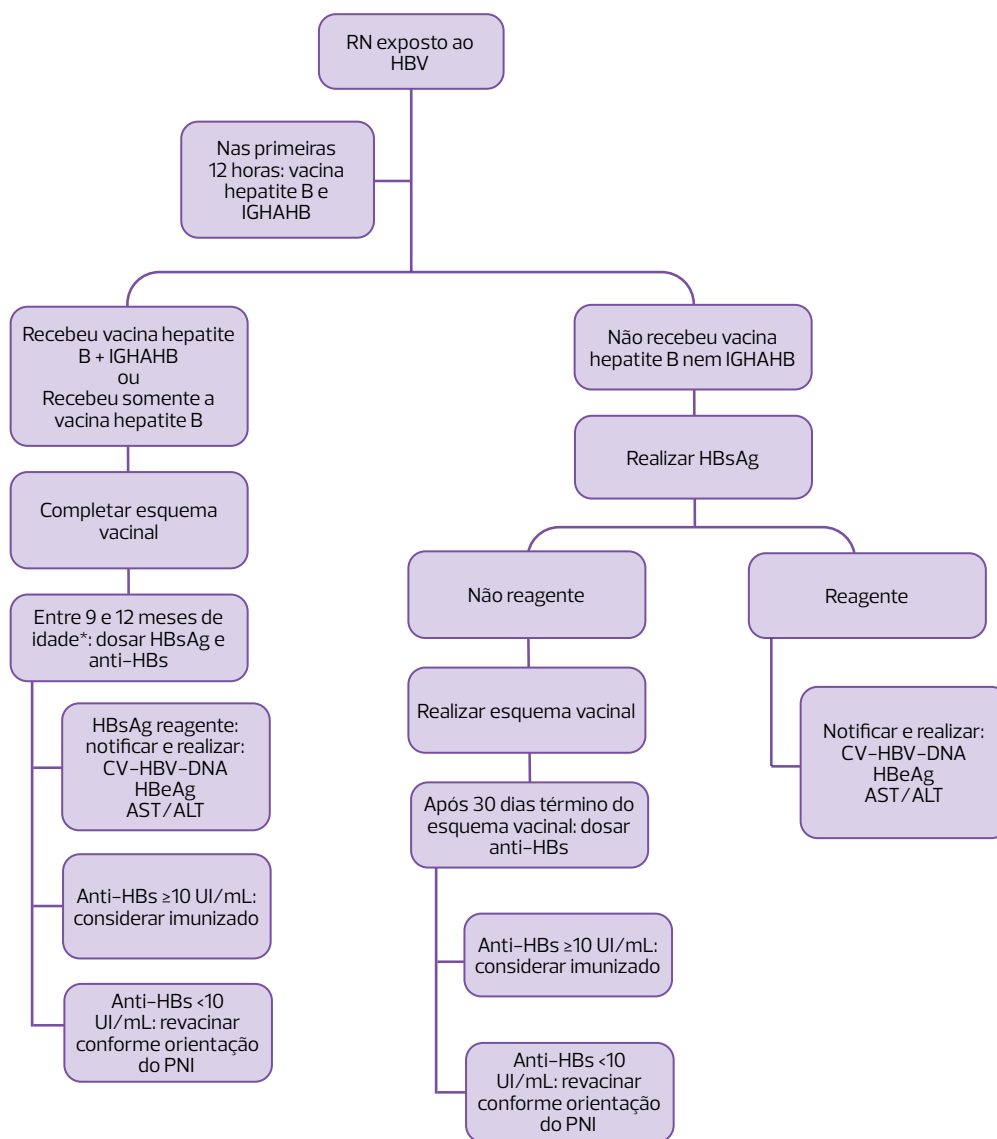 RN exposto ao
HBV
Nas primeiras
12 horas: vacina
hepatite B e
IGHAHB
Recebeu vacina hepatite
B + IGHAHB
ou
Recebeu somente a
vacina hepatite B
Completar esquema
vacinal
Entre 9 e 12 meses de
idade*: dosar HBsAg e
anti-HBs
HBsAg reagente:
notificar e realizar:
CV-HBV-DNA
HBeAg
AST/ALT
Anti-HBs ≥10 UI/mL:
considerar imunizado
Anti-HBs <10
UI/mL: revacinar
conforme orientação
do PNI
Não recebeu vacina
hepatite B nem IGHAHB
Realizar HBsAg
Não reagente
Realizar esquema vacinal
Após 30 dias término do
esquema vacinal: dosar
anti-HBs
Anti-HBs ≥10 UI/mL:
considerar imunizado
Anti-HBs <10
UI/mL: revacinar
conforme orientação
do PNI
Reagente
Notificar e realizar:
CV-HBV-DNA
HBeAg
AST/ALT